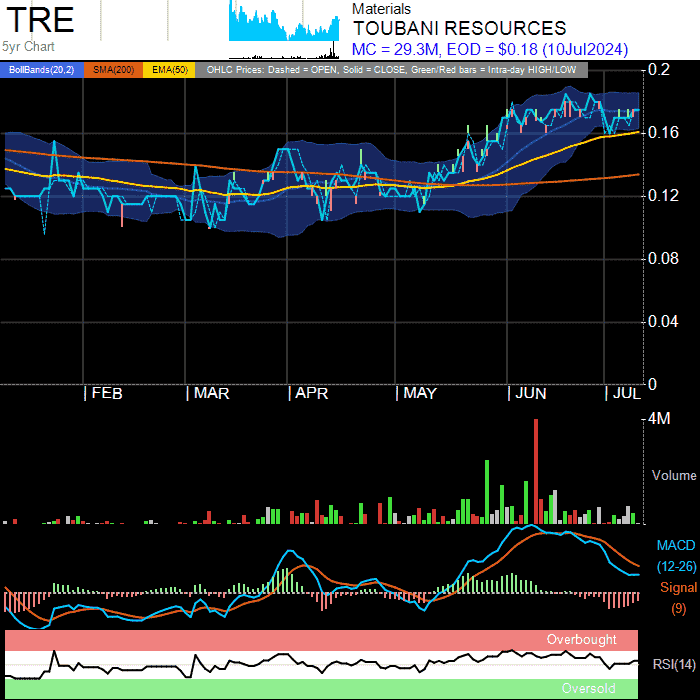 TRE
5yr Chart
Materials
TOUBANI RESOURCES
MC = 29.3M, EOD = $0.18 (10Jul2024)
BollBands(20,2) SMA(200) EMA(50) OHLC Prices: Dashed = OPEN, Solid = CLOSE, Green/Red bars = Intra-day HIGH/LOW
0.2
0.16
0.12
0.08
0.04
0
FEB MAR APR MAY JUN JUL
4M
Volume
MACD
(12-26)
Signal
(9)
Overbought
RSI(14)
Oversold